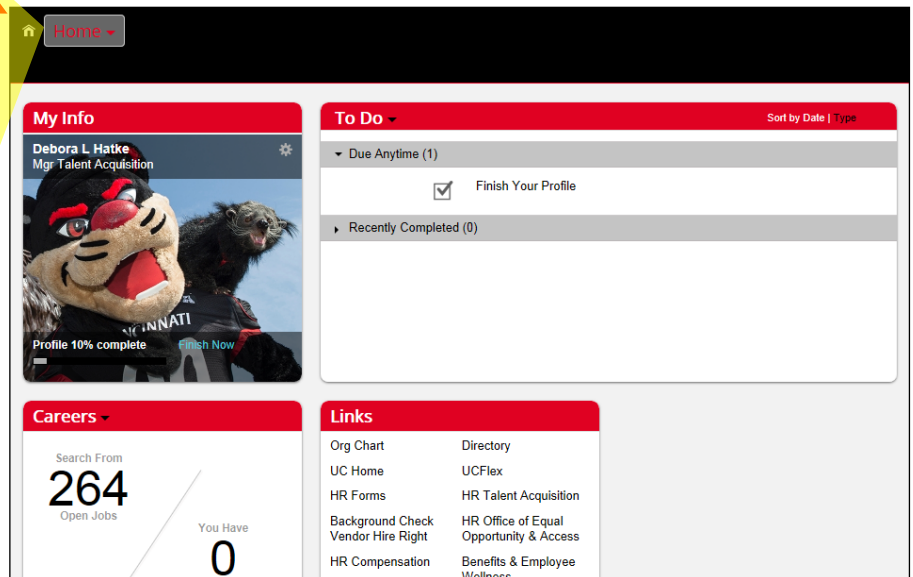 Home
My Info
Debora L Hatke
Mgr Talent Acquisition
CINCINNATI
Profile 10% complete Finish Now
To Do
Sort by Date | Type
Due Anytime (1)
Finish Your Profile
Recently Completed (0)
Careers
Search From
264
Open Jobs
You Have
0
Links
Org Chart Directory
UC Home UCFlex
HR Forms HR Talent Acquisition
Background Check HR Office of Equal
Vendor Hire Right Opportunity & Access
HR Compensation Benefits & Employee
Wellness